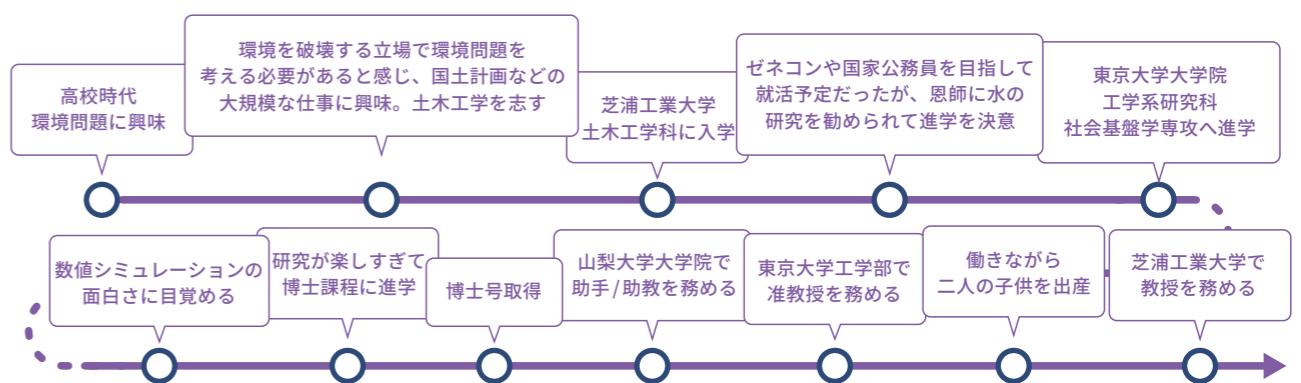 高校時代
環境問題に興味
環境を破壊する立場で環境問題を
考える必要があると感じ、国土計画などの
大規模な仕事に興味。土木工学を志す
芝浦工業大学
土木工学科に入学
ゼネコンや国家公務員を目指して
就活予定だったが、恩師に水の
研究を勧められて進学を決意
東京大学大学院
工学系研究科
社会基盤学専攻へ進学
数値シミュレーションの
面白さに目覚める
研究が楽しすぎて
博士課程に進学
博士号取得
山梨大学大学院で
助手/助教を務める
東京大学工学部で
准教授を務める
働きながら
二人の子供を出産
芝浦工業大学で
教授を務める